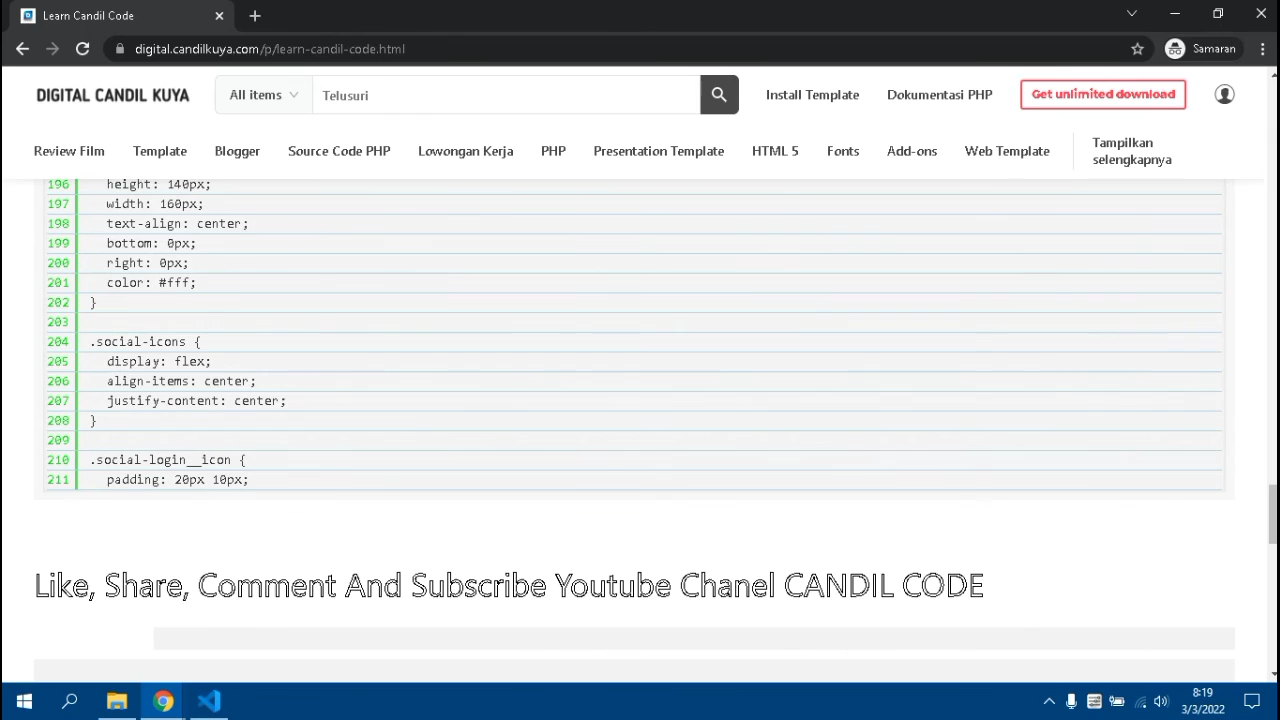 Learn Candil Code
digital.candilkuya.com/p/learn-candil-code.html
Samaran
DIGITAL CANDIL KUYA
All items
Telusuri
Install Template
Dokumentasi PHP
Get unlimited download
Review Film
Template
Blogger
Source Code PHP
Lowongan Kerja
PHP
Presentation Template
HTML 5
Fonts
Add-ons
Web Template
Tampilkan
selengkapnya
196 height: 140px;
197 width: 160px;
198 text-align: center;
199 bottom: 0px;
200 right: 0px;
201 color: #fff;
202 }
203
204 .social-icons {
205 display: flex;
206 align-items: center;
207 justify-content: center;
208 }
209
210 .social-login__icon {
211 padding: 20px 10px;
Like, Share, Comment And Subscribe Youtube Chanel CANDIL CODE
8:19
3/3/2022